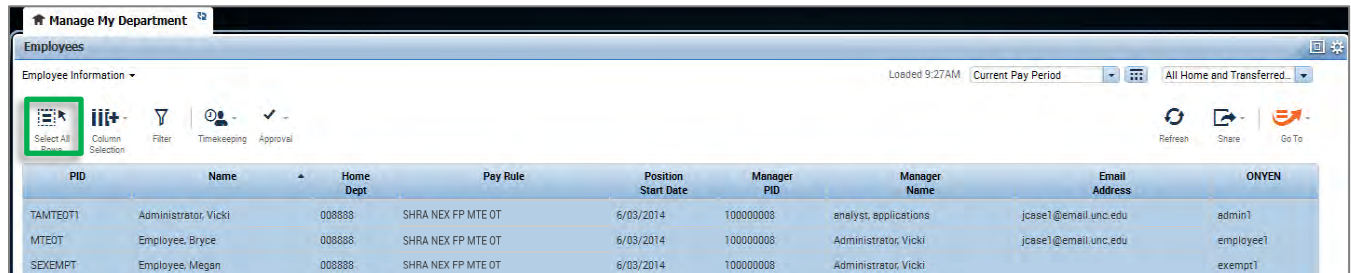 Manage My Department
Employees
Employee Information
Loaded 9:27AM Current Pay Period All Home and Transferred...
Select All Rows
Column Selection
Filter
Timekeeping
Approval
Refresh
Share
Go To
PID Name Home Dept Pay Rule Position Start Date Manager PID Manager Name Email Address ONYEN
TAMTEOT1 Administrator, Vicki 008888 SHRA NEX FP MTE OT 6/03/2014 100000008 analyst, applications jcase1@email.unc.edu admin1
MTEOT Employee, Bryce 008888 SHRA NEX FP MTE OT 6/03/2014 100000008 Administrator, Vicki jcase1@email.unc.edu employee1
SEXEMPT Employee, Megan 008888 SHRA NEX FP MTE OT 6/03/2014 100000008 Administrator, Vicki exempt1